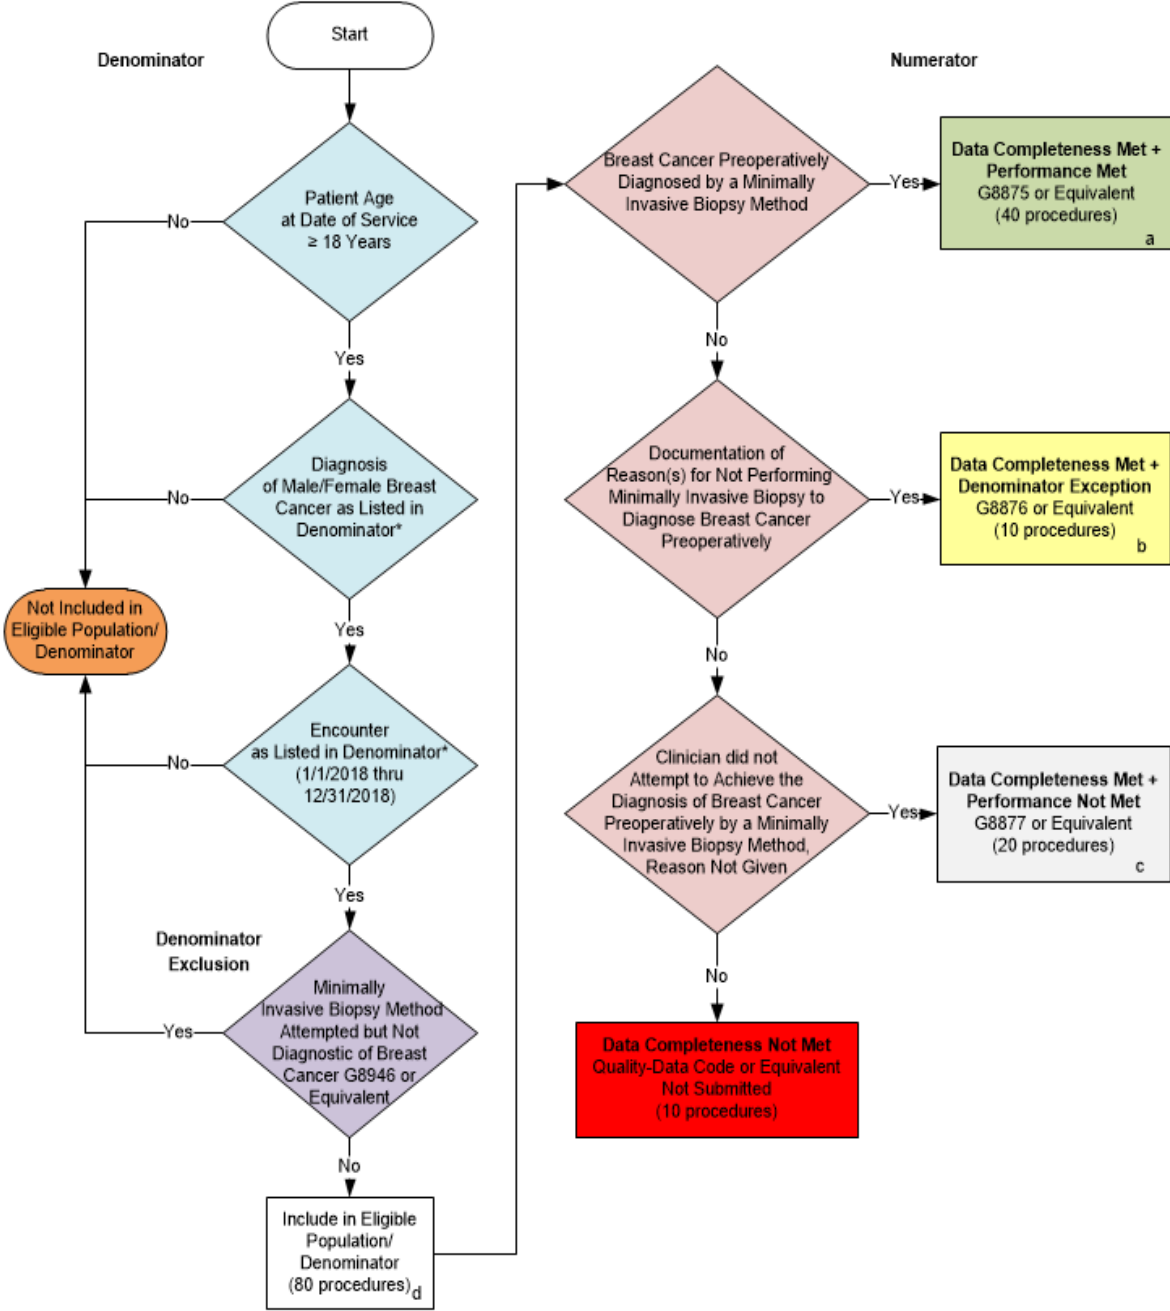 Start
Denominator
Patient Age
at Date of Service
≥ 18 Years
No
Yes
Diagnosis
of Male/Female Breast
Cancer as Listed in
Denominator*
No
Not Included in
Eligible Population/
Denominator
Yes
Encounter
as Listed in Denominator*
(1/1/2018 thru
12/31/2018)
No
Yes
Denominator
Exclusion
Minimally
Invasive Biopsy Method
Attempted but Not
Diagnostic of Breast
Cancer G8946 or
Equivalent
Yes
No
Include in Eligible
Population/
Denominator
(80 procedures)
d
Numerator
Breast Cancer Preoperatively
Diagnosed by a Minimally
Invasive Biopsy Method
Yes
Data Completeness Met +
Performance Met
G8875 or Equivalent
(40 procedures)
a
No
Documentation of
Reason(s) for Not Performing
Minimally Invasive Biopsy to
Diagnose Breast Cancer
Preoperatively
Yes
Data Completeness Met +
Denominator Exception
G8876 or Equivalent
(10 procedures)
b
No
Clinician did not
Attempt to Achieve the
Diagnosis of Breast Cancer
Preoperatively by a Minimally
Invasive Biopsy Method,
Reason Not Given
Yes
Data Completeness Met +
Performance Not Met
G8877 or Equivalent
(20 procedures)
c
No
Data Completeness Not Met
Quality-Data Code or Equivalent
Not Submitted
(10 procedures)